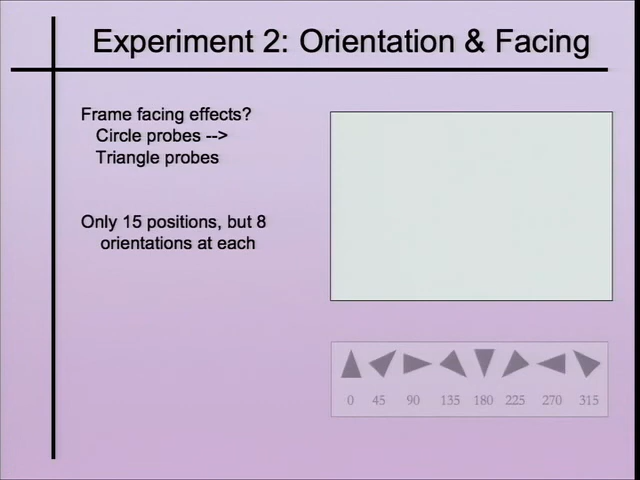 Experiment 2: Orientation & Facing
Frame facing effects?
Circle probes -->
Triangle probes
Only 15 positions, but 8
orientations at each
0 45 90 135 180 225 270 315